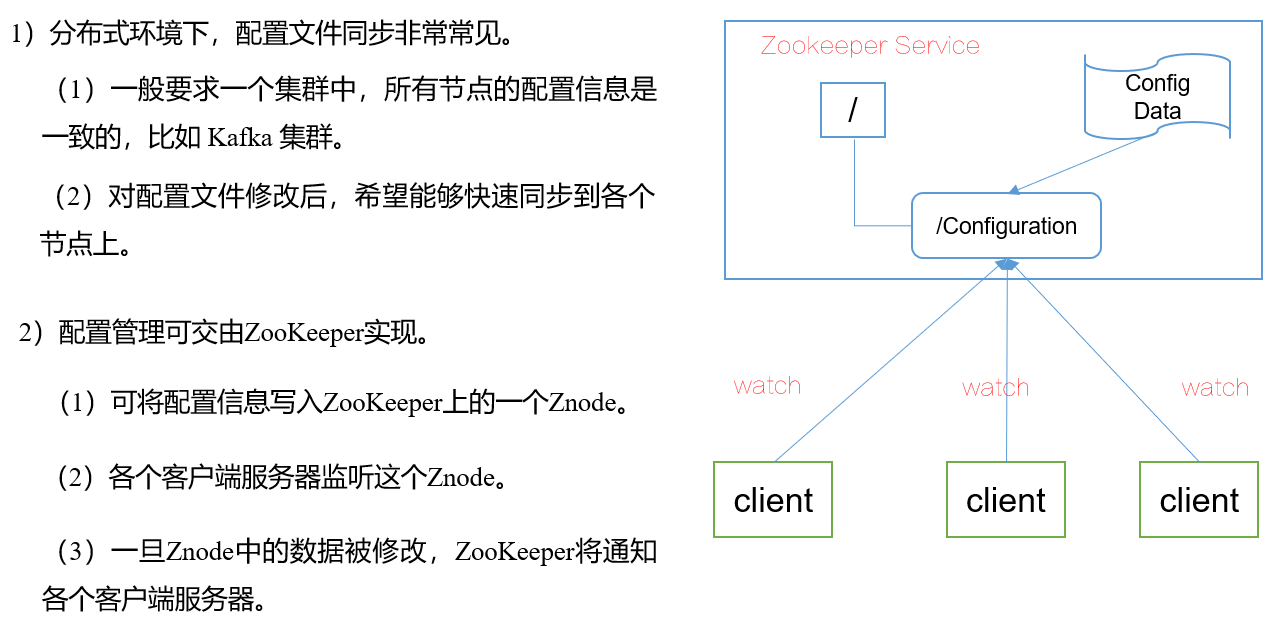 1）分布式环境下，配置文件同步非常常见。
（1）一般要求一个集群中，所有节点的配置信息是
一致的，比如 Kafka 集群。
（2）对配置文件修改后，希望能够快速同步到各个
节点上。
2）配置管理可交由ZooKeeper实现。
（1）可将配置信息写入ZooKeeper上的一个Znode。
（2）各个客户端服务器监听这个Znode。
（3）一旦Znode中的数据被修改，ZooKeeper将通知
各个客户端服务器。
Zookeeper Service
/
Config
Data
/Configuration
watch
watch
watch
client
client
client